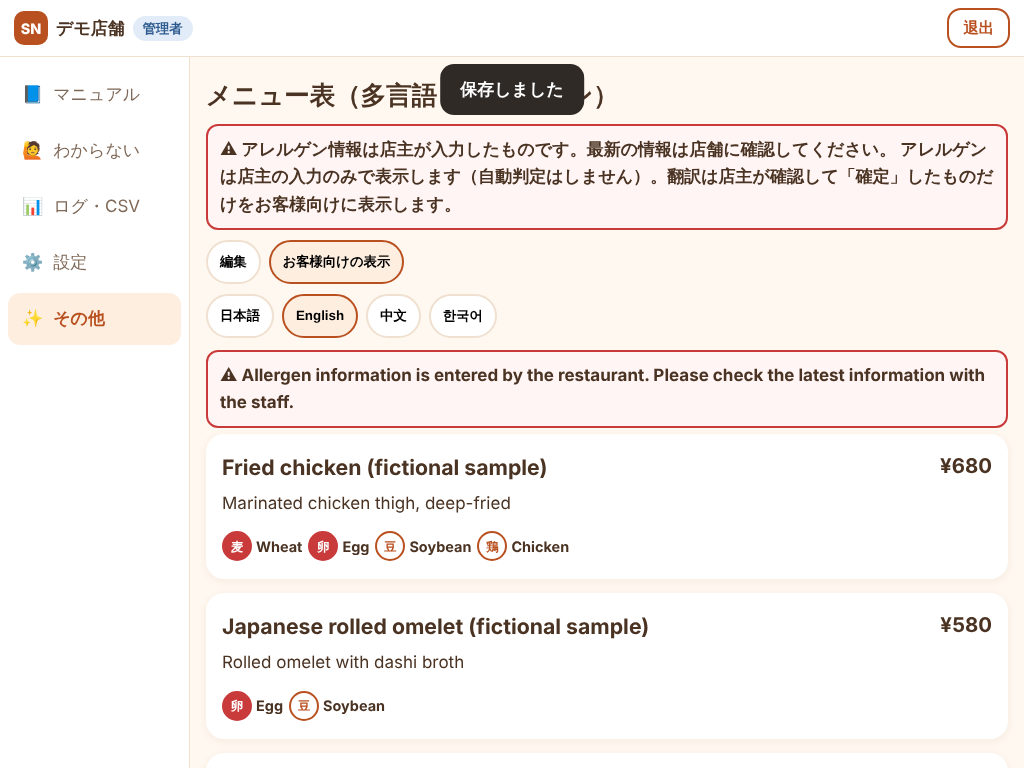 SN デモ店舗 管理者 退出
📘 マニュアル
🙋 わからない
📊 ログ・CSV
⚙️ 設定
✨ その他
保存しました
メニュー表（多言語
）
⚠ アレルゲン情報は店主が入力したものです。最新の情報は店舗に確認してください。 アレルゲン
は店主の入力のみで表示します（自動判定はしません）。翻訳は店主が確認して「確定」したものだ
けをお客様向けに表示します。
編集 お客様向けの表示
日本語 English 中文 한국어
⚠ Allergen information is entered by the restaurant. Please check the latest information with
the staff.
Fried chicken (fictional sample) ¥680
Marinated chicken thigh, deep-fried
麦 Wheat 卵 Egg 豆 Soybean 鶏 Chicken
Japanese rolled omelet (fictional sample) ¥580
Rolled omelet with dashi broth
卵 Egg 豆 Soybean